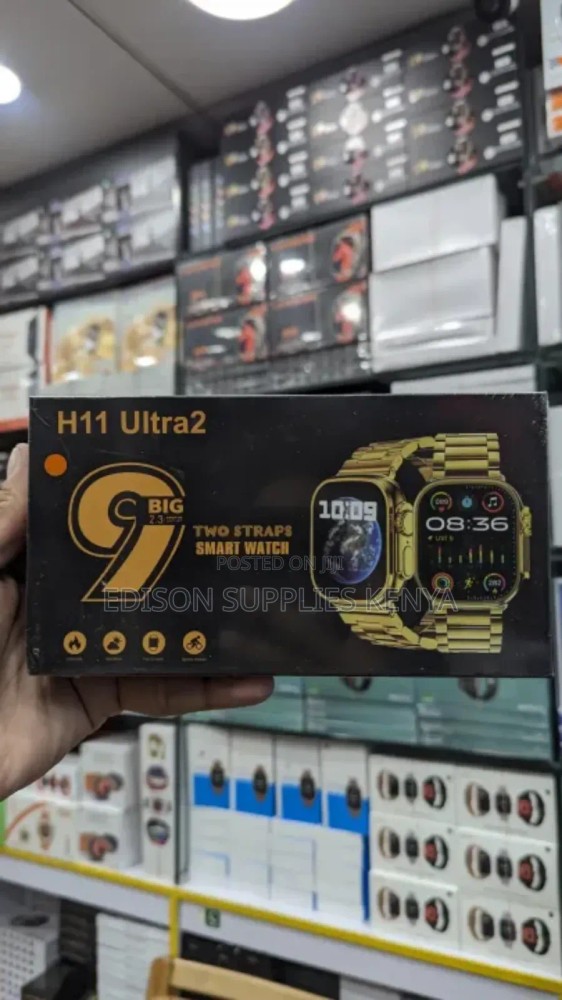 H11 Ultra2
9
C BIG
2.3
TWO STRAPS
SMART WATCH
10:09
08:36
POSTED ON JIJI
EDISON SUPPLIES KENYA